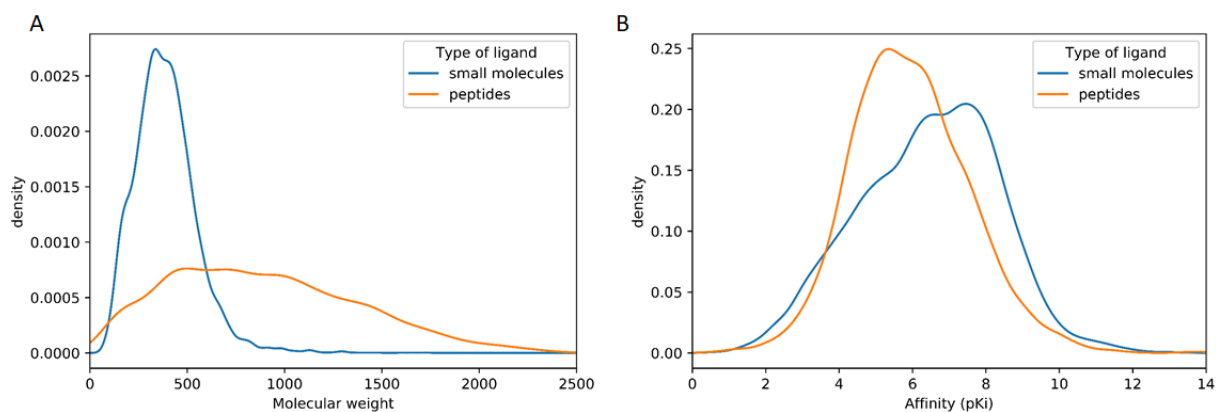 A
Type of ligand
small molecules
peptides
0.0025
0.0020
0.0015
0.0010
0.0005
0.0000
density
0
500
1000
1500
2000
2500
Molecular weight
B
Type of ligand
small molecules
peptides
0.25
0.20
0.15
0.10
0.05
0.00
density
0
2
4
6
8
10
12
14
Affinity (pKi)